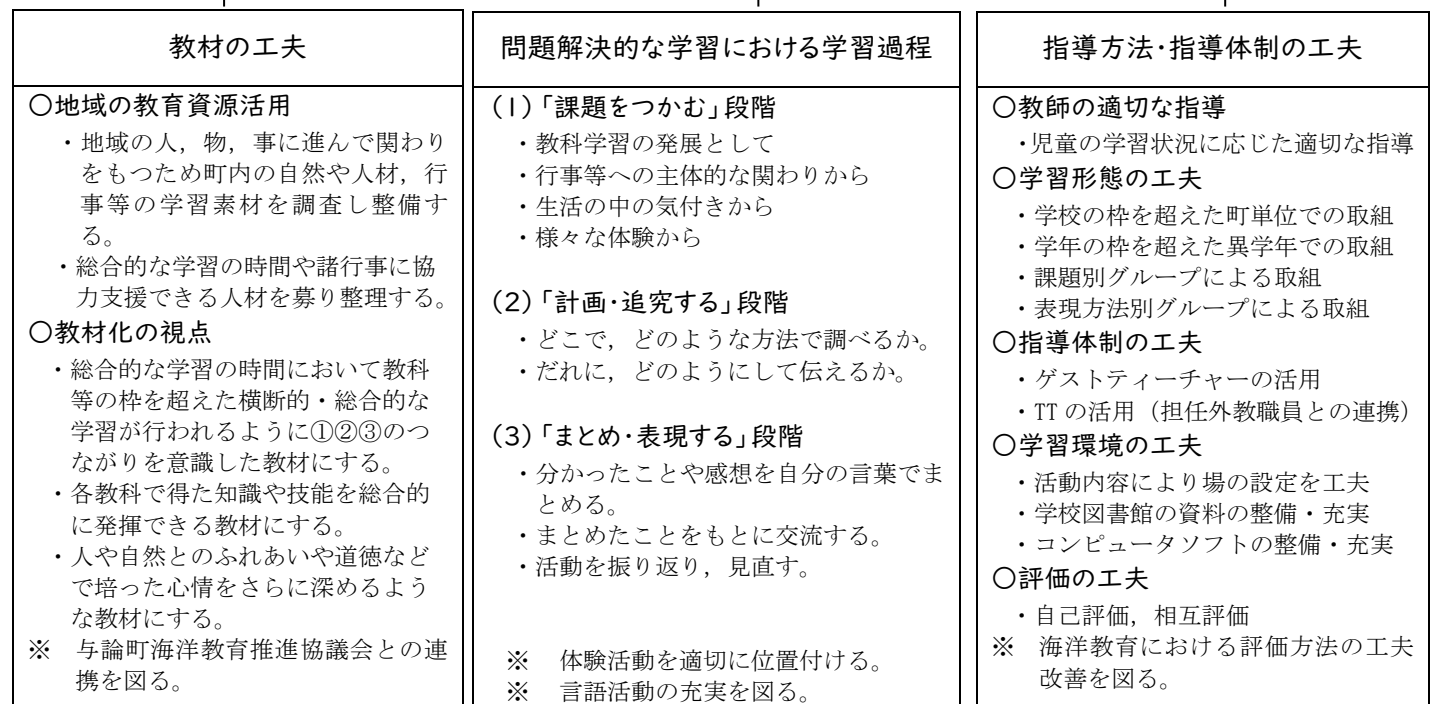 教材の工夫
〇地域の教育資源活用
・地域の人，物，事に進んで関わり
をもつため町内の自然や人材，行
事等の学習素材を調査し整備す
る。
・総合的な学習の時間や諸行事に協
力支援できる人材を募り整理する。
〇教材化の視点
・総合的な学習の時間において教科
等の枠を超えた横断的・総合的な
学習が行われるように①②③のつ
ながりを意識した教材にする。
・各教科で得た知識や技能を総合的
に発揮できる教材にする。
・人や自然とのふれあいや道徳など
で培った心情をさらに深めるよう
な教材にする。
※　与論町海洋教育推進協議会との連
携を図る。
問題解決的な学習における学習過程
(1)「課題をつかむ」段階
・教科学習の発展として
・行事等への主体的な関わりから
・生活の中の気付きから
・様々な体験から
(2)「計画・追究する」段階
・どこで，どのような方法で調べるか。
・だれに，どのようにして伝えるか。
(3)「まとめ・表現する」段階
・分かったことや感想を自分の言葉でま
とめる。
・まとめたことをもとに交流する。
・活動を振り返り，見直す。
※　体験活動を適切に位置付ける。
※　言語活動の充実を図る。
指導方法・指導体制の工夫
〇教師の適切な指導
・児童の学習状況に応じた適切な指導
〇学習形態の工夫
・学校の枠を超えた町単位での取組
・学年の枠を超えた異学年での取組
・課題別グループによる取組
・表現方法別グループによる取組
〇指導体制の工夫
・ゲストティーチャーの活用
・TTの活用（担任外教職員との連携）
〇学習環境の工夫
・活動内容により場の設定を工夫
・学校図書館の資料の整備・充実
・コンピュータソフトの整備・充実
〇評価の工夫
・自己評価，相互評価
※　海洋教育における評価方法の工夫
改善を図る。